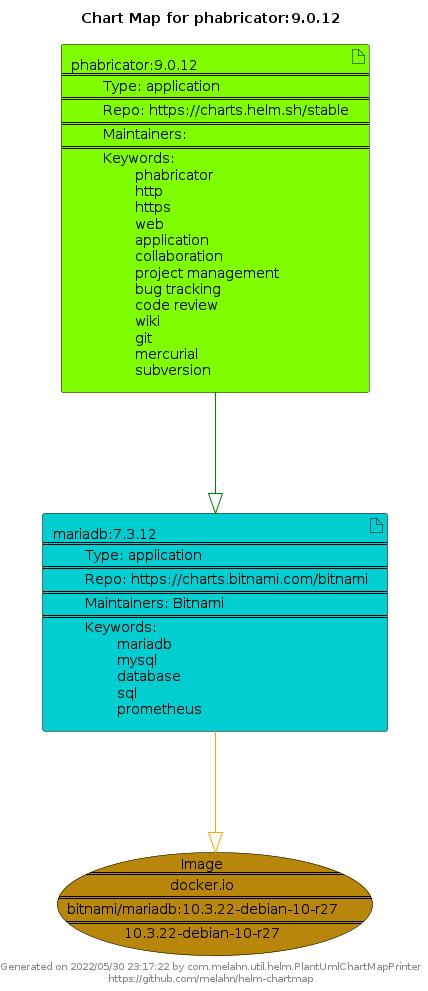 Chart Map for phabricator:9.0.12
phabricator:9.0.12
Type: application
Repo: https://charts.helm.sh/stable
Maintainers:
Keywords:
phabricator
http
https
web
application
collaboration
project management
bug tracking
code review
wiki
git
mercurial
subversion
mariadb:7.3.12
Type: application
Repo: https://charts.bitnami.com/bitnami
Maintainers: Bitnami
Keywords:
mariadb
mysql
database
sql
prometheus
Image
docker.io
bitnami/mariadb:10.3.22-debian-10-r27
10.3.22-debian-10-r27
Generated on 2022/05/30 23:17:22 by com.melahn.util.helm.PlantUmlChartMapPrinter
https://github.com/melahn/helm-chartmap